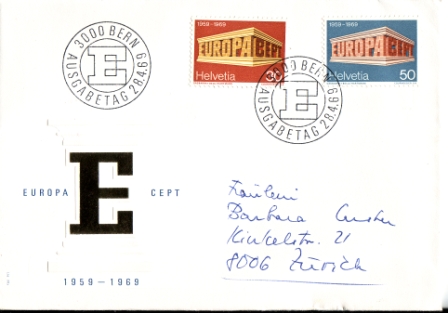 3000 BERN
E
AUSGABETAG 28.4.69
1959-1969
EUROPA CEPT
Helvetia 30
1959-1969
EUROPA CEPT
Helvetia 50
3000 BERN
E
AUSGABETAG 28.4.69
EUROPA E CEPT
1959-1969
Fräulein
Barbara
Kinkelstr. 21
8006 Zürich